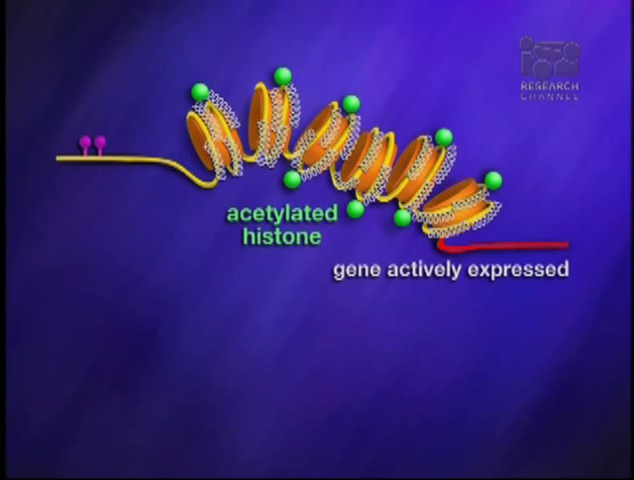 RESEARCH
CHANNEL
acetylated
histone
gene actively expressed